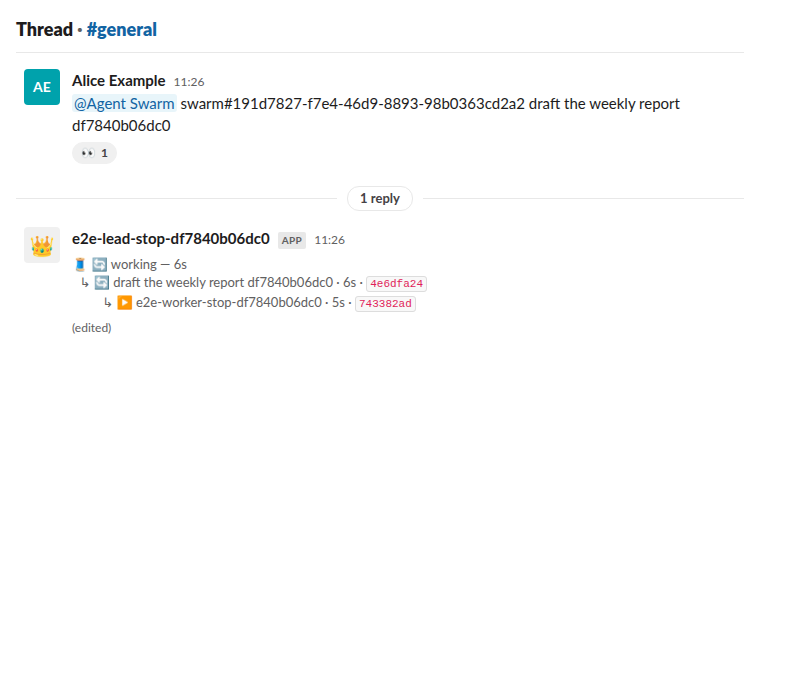 Thread • #general
AE
Alice Example 11:26
@Agent Swarm swarm#191d7827-f7e4-46d9-8893-98b0363cd2a2 draft the weekly report
df7840b06dc0
👀 1
1 reply
e2e-lead-stop-df7840b06dc0 APP 11:26
🧵 🔄 working — 6s
↳ 🔄 draft the weekly report df7840b06dc0 · 6s · 4e6dfa24
↳ ▶️ e2e-worker-stop-df7840b06dc0 · 5s · 743382ad
(edited)